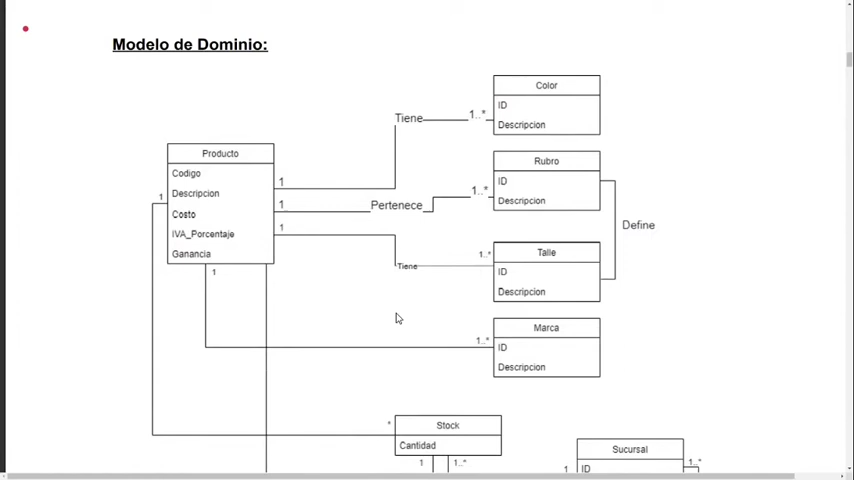 Modelo de Dominio:
Color
ID
Descripcion
Tiene
1..*
Producto
Codigo
Descripcion
Costo
IVA_Porcentaje
Ganancia
1
1
1
1
1
Rubro
ID
Descripcion
Pertenece
1..*
Define
Talle
ID
Descripcion
Tiene
1..*
Marca
ID
Descripcion
1..*
Stock
Cantidad
*
1
1..*
Sucursal
ID
1
1..*